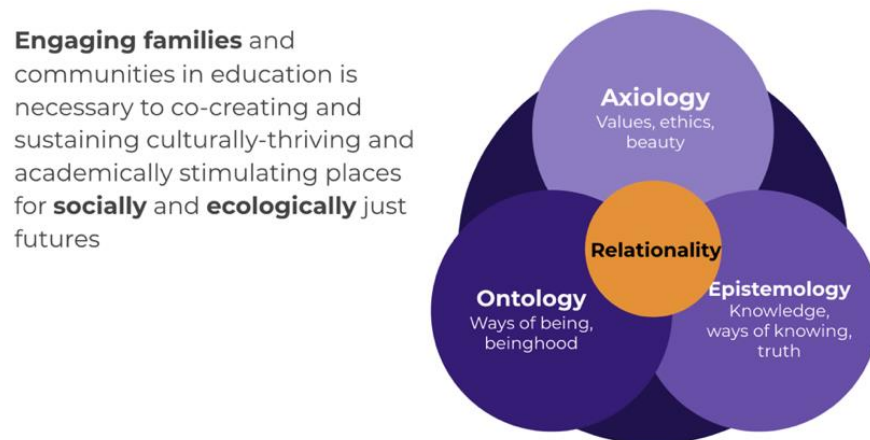 Engaging families and
communities in education is
necessary to co-creating and
sustaining culturally-thriving and
academically stimulating places
for socially and ecologically just
futures
Axiology
Values, ethics,
beauty
Relationality
Ontology
Ways of being,
beinghood
Epistemology
Knowledge,
ways of knowing,
truth